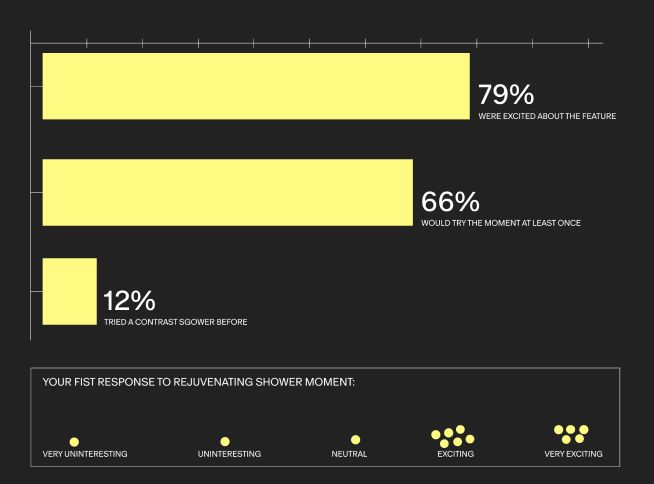 79%
WERE EXCITED ABOUT THE FEATURE
66%
WOULD TRY THE MOMENT AT LEAST ONCE
12%
TRIED A CONTRAST SGOWER BEFORE
YOUR FIST RESPONSE TO REJUVENATING SHOWER MOMENT:
VERY UNINTERESTING
UNINTERESTING
NEUTRAL
EXCITING
VERY EXCITING